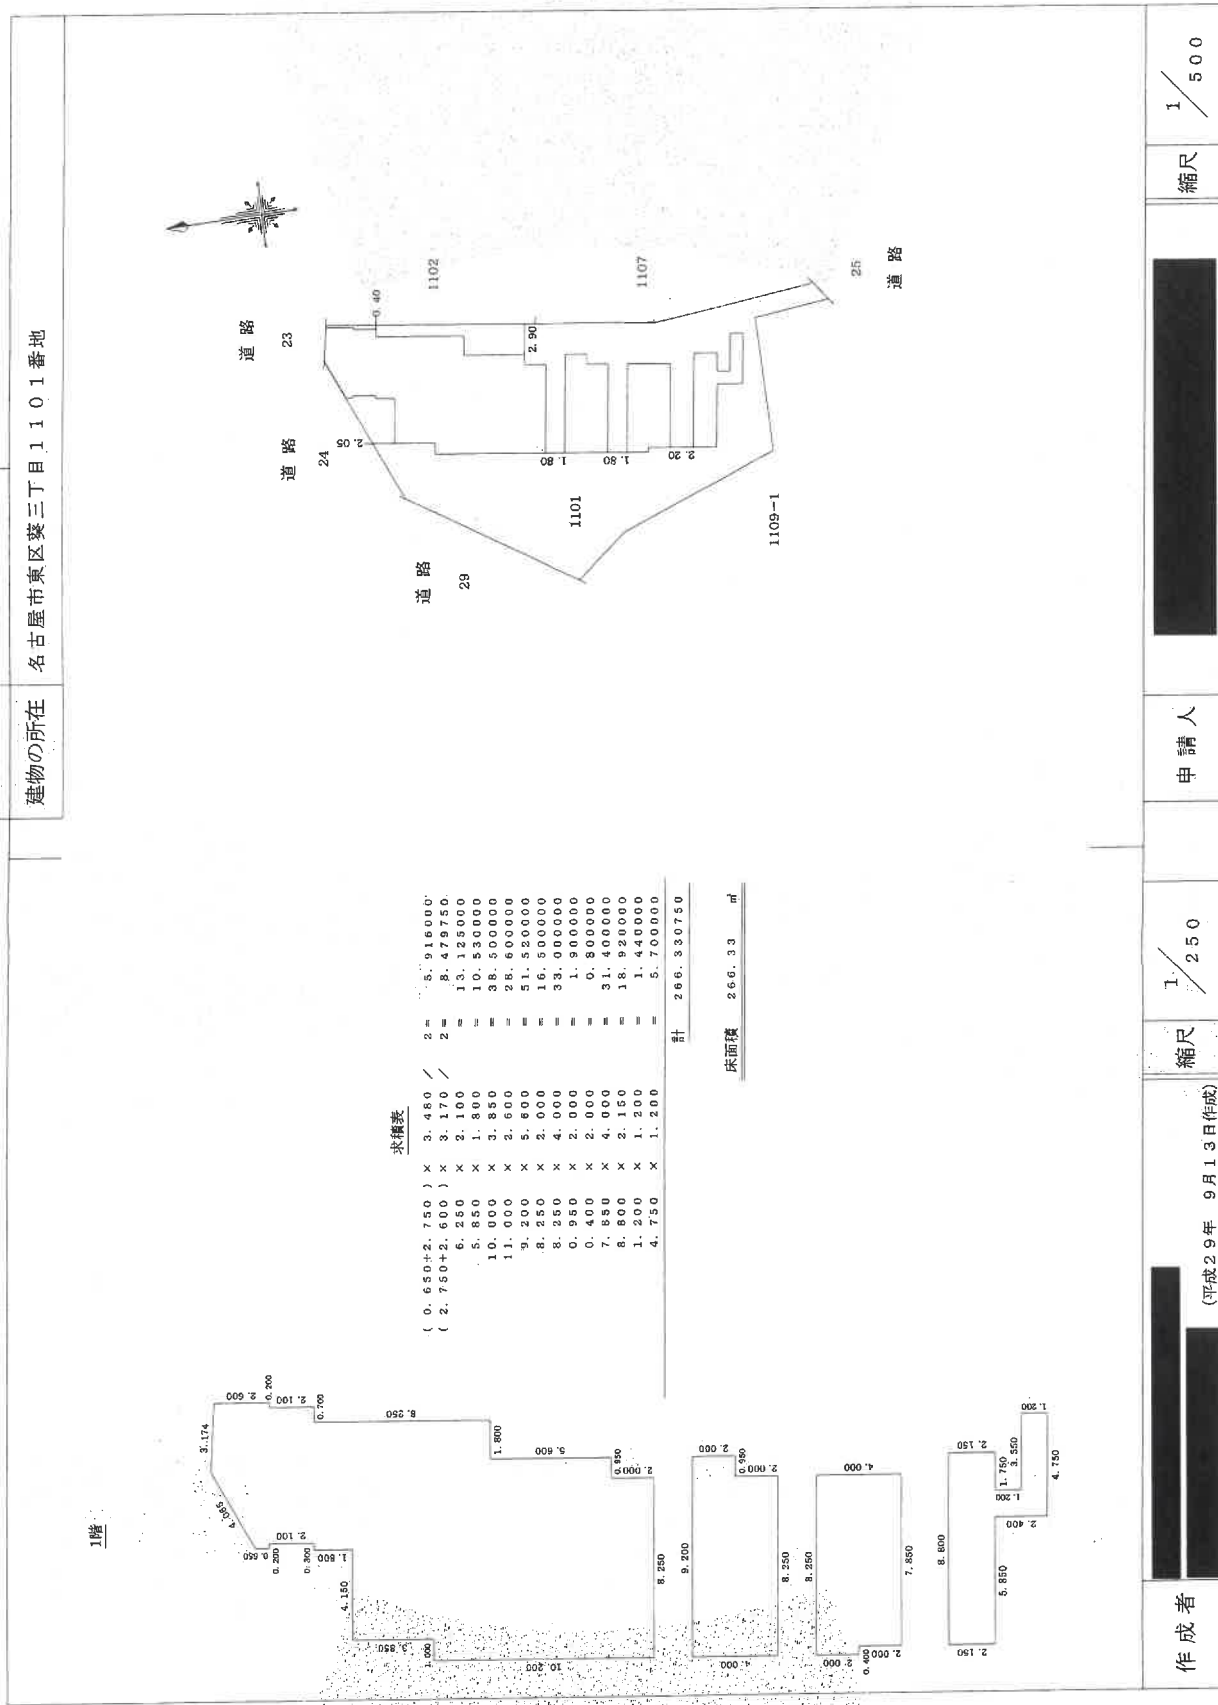 建物の所在 名古屋市東区葵三丁目1101番地
1階
3.174
2.600
0.200
2.100
0.700
8.250
1.800
5.600
0.950
2.000
8.250
10.200
1.000
3.850
4.150
1.800
0.300
2.100
0.200
0.650
4.085
9.200
2.000
0.950
2.000
8.250
4.000
8.250
4.000
7.850
2.000
0.400
2.000
8.800
2.150
1.750
3.550
1.200
4.750
1.200
2.400
5.850
2.150
求積表
( 0.650+2.750 ) × 3.480 / 2= 5.916000
( 2.750+2.600 ) × 3.170 / 2= 8.479750
6.250 × 2.100 = 13.125000
5.850 × 1.800 = 10.530000
10.000 × 3.850 = 38.500000
11.000 × 2.600 = 28.600000
9.200 × 5.600 = 51.520000
8.250 × 2.000 = 16.500000
8.250 × 4.000 = 33.000000
0.950 × 2.000 = 1.900000
0.400 × 2.000 = 0.800000
7.850 × 4.000 = 31.400000
8.800 × 2.150 = 18.920000
1.200 × 1.200 = 1.440000
4.750 × 1.200 = 5.700000
計 266.330750
床面積 266.33 ㎡
道路
23
道路
24
道路
29
道路
25
0.40
2.05
2.90
1.80
1.80
2.20
1102
1107
1101
1109-1
作成者
(平成29年 9月13日作成)
縮尺 1/250
申請人
縮尺 1/500